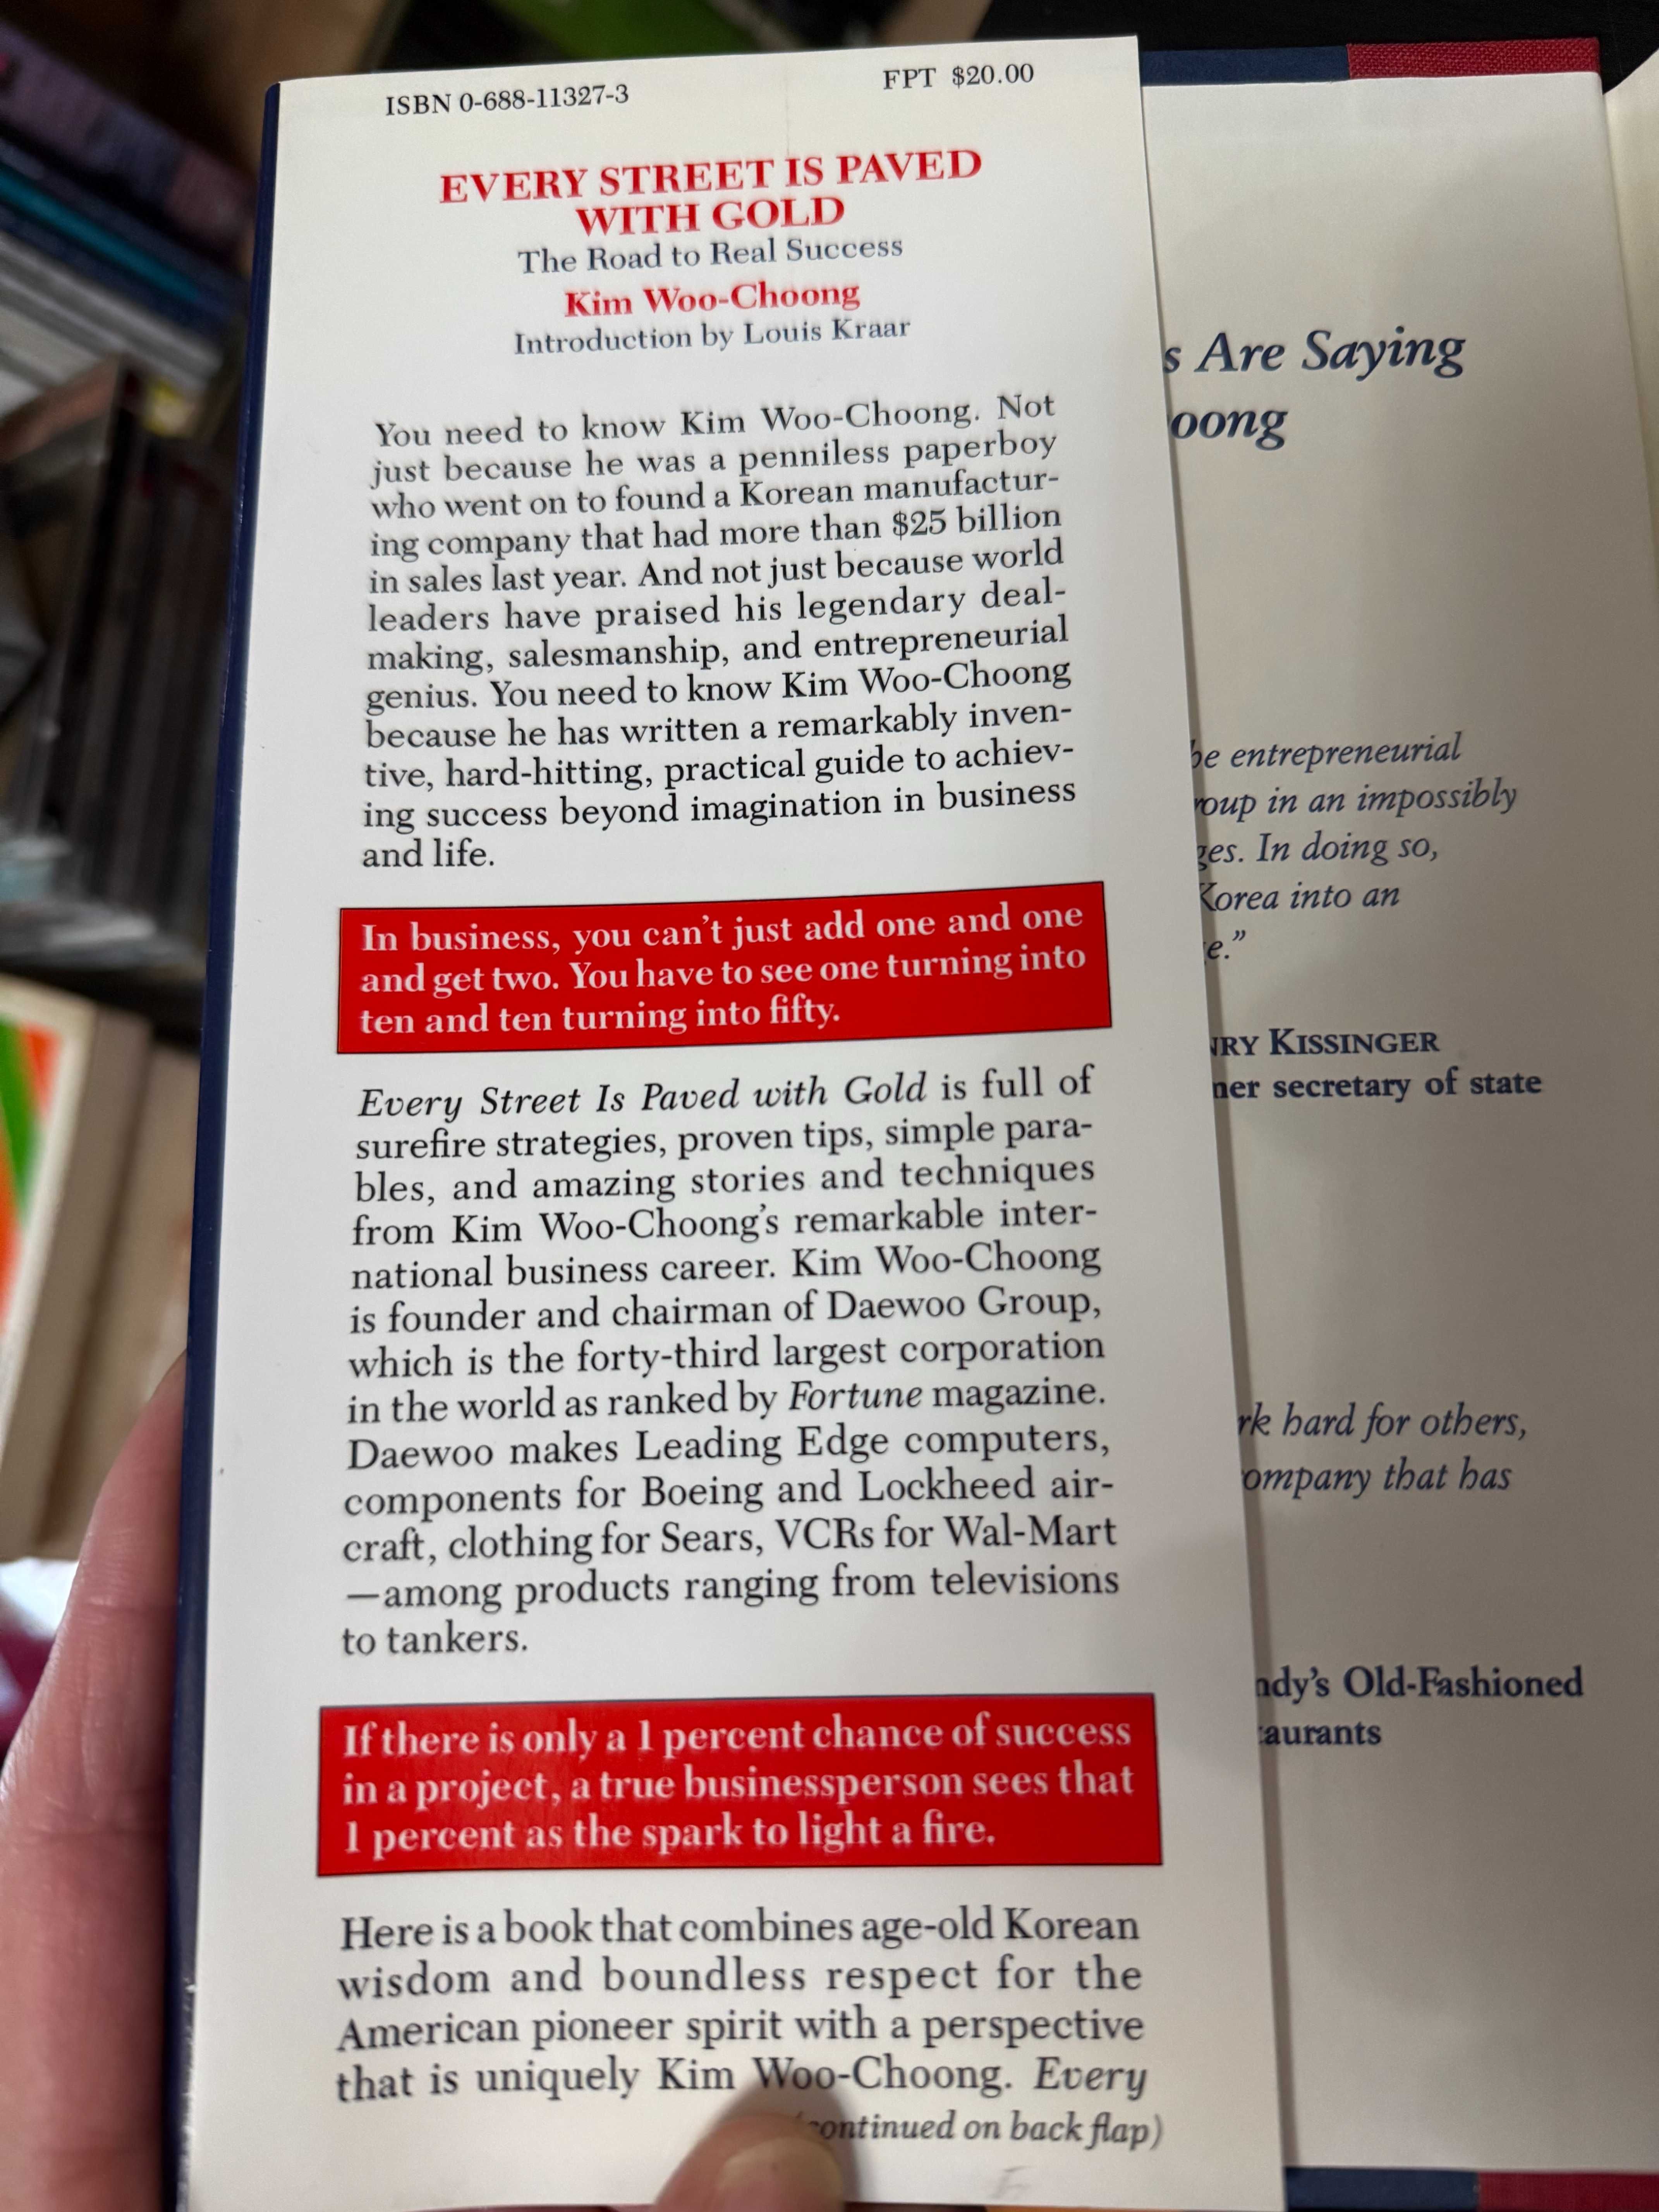 ISBN 0-688-11327-3
FPT $20.00
EVERY STREET IS PAVED
WITH GOLD
The Road to Real Success
Kim Woo-Choong
Introduction by Louis Kraar
You need to know Kim Woo-Choong. Not
just because he was a penniless paperboy
who went on to found a Korean manufactur-
ing company that had more than $25 billion
in sales last year. And not just because world
leaders have praised his legendary deal-
making, salesmanship, and entrepreneurial
genius. You need to know Kim Woo-Choong
because he has written a remarkably inven-
tive, hard-hitting, practical guide to achiev-
ing success beyond imagination in business
and life.
In business, you can't just add one and one
and get two. You have to see one turning into
ten and ten turning into fifty.
Every Street Is Paved with Gold is full of
surefire strategies, proven tips, simple para-
bles, and amazing stories and techniques
from Kim Woo-Choong's remarkable inter-
national business career. Kim Woo-Choong
is founder and chairman of Daewoo Group,
which is the forty-third largest corporation
in the world as ranked by Fortune magazine.
Daewoo makes Leading Edge computers,
components for Boeing and Lockheed air-
craft, clothing for Sears, VCRs for Wal-Mart
—among products ranging from televisions
to tankers.
If there is only a 1 percent chance of success
in a project, a true businessperson sees that
1 percent as the spark to light a fire.
Here is a book that combines age-old Korean
wisdom and boundless respect for the
American pioneer spirit with a perspective
that is uniquely Kim Woo-Choong. Every
continued on back flap)
s Are Saying
oong
entrepreneurial
oup in an impossibly
ges. In doing so,
Korea into an
e."
RY KISSINGER
ner secretary of state
rk hard for others,
ompany that has
ndy's Old-Fashioned
aurants